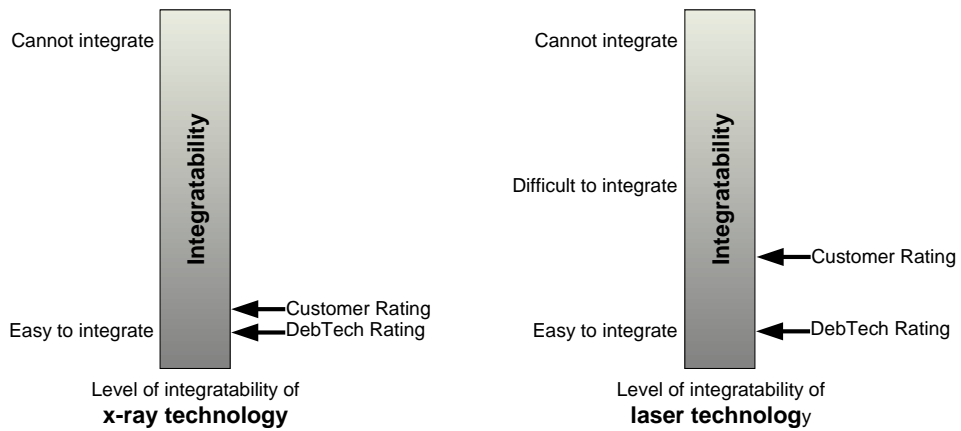 Cannot integrate
Integratability
Customer Rating
Easy to integrate
DebTech Rating
Level of integratability of
x-ray technology
Cannot integrate
Difficult to integrate
Integratability
Customer Rating
Easy to integrate
DebTech Rating
Level of integratability of
laser technology